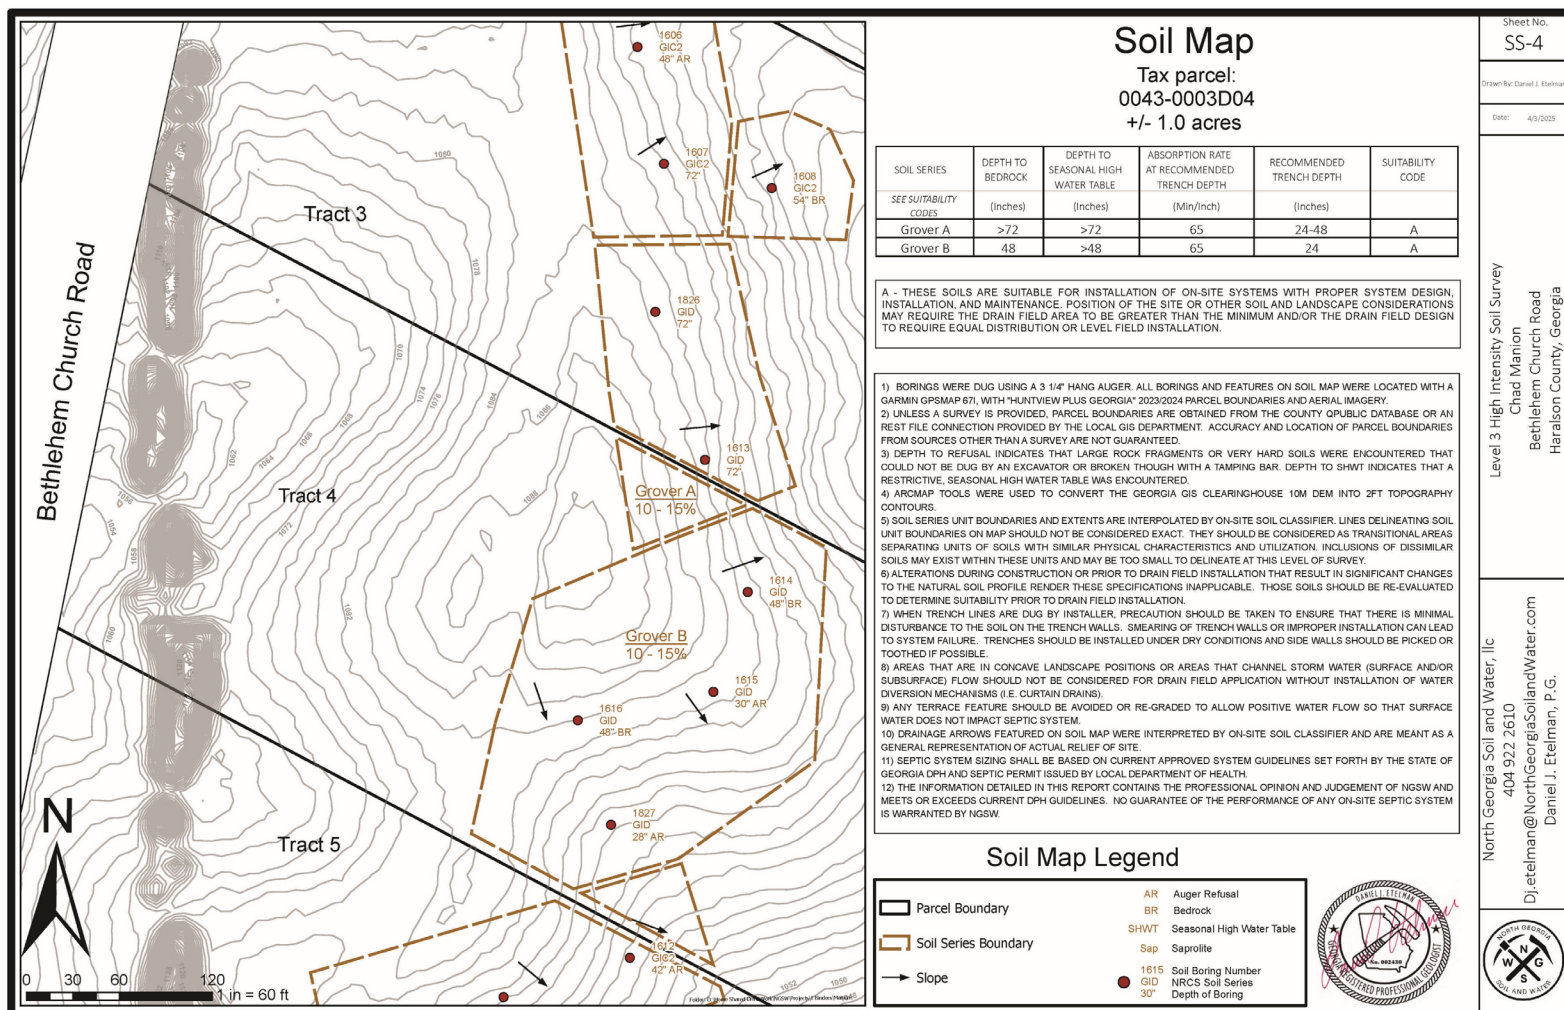 Soil Map
Tax parcel:
0043-0003D04
+/- 1.0 acres
SOIL SERIES DEPTH TO BEDROCK DEPTH TO SEASONAL HIGH WATER TABLE ABSORPTION RATE AT RECOMMENDED TRENCH DEPTH RECOMMENDED TRENCH DEPTH SUITABILITY CODE
SEE SUITABILITY CODES (Inches) (Inches) (Min/Inch) (Inches)
Grover A >72 >72 65 24-48 A
Grover B 48 >48 65 24 A
A - THESE SOILS ARE SUITABLE FOR INSTALLATION OF ON-SITE SYSTEMS WITH PROPER SYSTEM DESIGN,
INSTALLATION, AND MAINTENANCE. POSITION OF THE SITE OR OTHER SOIL AND LANDSCAPE CONSIDERATIONS
MAY REQUIRE THE DRAIN FIELD AREA TO BE GREATER THAN THE MINIMUM AND/OR THE DRAIN FIELD DESIGN
TO REQUIRE EQUAL DISTRIBUTION OR LEVEL FIELD INSTALLATION.
1) BORINGS WERE DUG USING A 3 1/4" HANG AUGER. ALL BORINGS AND FEATURES ON SOIL MAP WERE LOCATED WITH A
GARMIN GPSMAP 67I, WITH "HUNTVIEW PLUS GEORGIA" 2023/2024 PARCEL BOUNDARIES AND AERIAL IMAGERY.
2) UNLESS A SURVEY IS PROVIDED, PARCEL BOUNDARIES ARE OBTAINED FROM THE COUNTY QPUBLIC DATABASE OR AN
REST FILE CONNECTION PROVIDED BY THE LOCAL GIS DEPARTMENT. ACCURACY AND LOCATION OF PARCEL BOUNDARIES
FROM SOURCES OTHER THAN A SURVEY ARE NOT GUARANTEED.
3) DEPTH TO REFUSAL INDICATES THAT LARGE ROCK FRAGMENTS OR VERY HARD SOILS WERE ENCOUNTERED THAT
COULD NOT BE DUG BY AN EXCAVATOR OR BROKEN THOUGH WITH A TAMPING BAR. DEPTH TO SHWT INDICATES THAT A
RESTRICTIVE, SEASONAL HIGH WATER TABLE WAS ENCOUNTERED.
4) ARCMAP TOOLS WERE USED TO CONVERT THE GEORGIA GIS CLEARINGHOUSE 10M DEM INTO 2FT TOPOGRAPHY
CONTOURS.
5) SOIL SERIES UNIT BOUNDARIES AND EXTENTS ARE INTERPOLATED BY ON-SITE SOIL CLASSIFIER. LINES DELINEATING SOIL
UNIT BOUNDARIES ON MAP SHOULD NOT BE CONSIDERED EXACT. THEY SHOULD BE CONSIDERED AS TRANSITIONAL AREAS
SEPARATING UNITS OF SOILS WITH SIMILAR PHYSICAL CHARACTERISTICS AND UTILIZATION. INCLUSIONS OF DISSIMILAR
SOILS MAY EXIST WITHIN THESE UNITS AND MAY BE TOO SMALL TO DELINEATE AT THIS LEVEL OF SURVEY.
6) ALTERATIONS DURING CONSTRUCTION OR PRIOR TO DRAIN FIELD INSTALLATION THAT RESULT IN SIGNIFICANT CHANGES
TO THE NATURAL SOIL PROFILE RENDER THESE SPECIFICATIONS INAPPLICABLE. THOSE SOILS SHOULD BE RE-EVALUATED
TO DETERMINE SUITABILITY PRIOR TO DRAIN FIELD INSTALLATION.
7) WHEN TRENCH LINES ARE DUG BY INSTALLER, PRECAUTION SHOULD BE TAKEN TO ENSURE THAT THERE IS MINIMAL
DISTURBANCE TO THE SOIL ON THE TRENCH WALLS. SMEARING OF TRENCH WALLS OR IMPROPER INSTALLATION CAN LEAD
TO SYSTEM FAILURE. TRENCHES SHOULD BE INSTALLED UNDER DRY CONDITIONS AND SIDE WALLS SHOULD BE PICKED OR
TOOTHED IF POSSIBLE.
8) AREAS THAT ARE IN CONCAVE LANDSCAPE POSITIONS OR AREAS THAT CHANNEL STORM WATER (SURFACE AND/OR
SUBSURFACE) FLOW SHOULD NOT BE CONSIDERED FOR DRAIN FIELD APPLICATION WITHOUT INSTALLATION OF WATER
DIVERSION MECHANISMS (I.E. CURTAIN DRAINS).
9) ANY TERRACE FEATURE SHOULD BE AVOIDED OR RE-GRADED TO ALLOW POSITIVE WATER FLOW SO THAT SURFACE
WATER DOES NOT IMPACT SEPTIC SYSTEM.
10) DRAINAGE ARROWS FEATURED ON SOIL MAP WERE INTERPRETED BY ON-SITE SOIL CLASSIFIER AND ARE MEANT AS A
GENERAL REPRESENTATION OF ACTUAL RELIEF OF SITE.
11) SEPTIC SYSTEM SIZING SHALL BE BASED ON CURRENT APPROVED SYSTEM GUIDELINES SET FORTH BY THE STATE OF
GEORGIA DPH AND SEPTIC PERMIT ISSUED BY LOCAL DEPARTMENT OF HEALTH.
12) THE INFORMATION DETAILED IN THIS REPORT CONTAINS THE PROFESSIONAL OPINION AND JUDGEMENT OF NGSW AND
MEETS OR EXCEEDS CURRENT DPH GUIDELINES. NO GUARANTEE OF THE PERFORMANCE OF ANY ON-SITE SEPTIC SYSTEM
IS WARRANTED BY NGSW.
Soil Map Legend
Parcel Boundary
Soil Series Boundary
Slope
AR Auger Refusal
BR Bedrock
SHWT Seasonal High Water Table
Sap Saprolite
1615 Soil Boring Number
GID NRCS Soil Series
30" Depth of Boring
DANIEL J. ETELMAN
No. 002430
GEORGIA REGISTERED PROFESSIONAL GEOLOGIST
Sheet No.
SS-4
Drawn By: Daniel J. Etelman
Date: 4/3/2025
Level 3 High Intensity Soil Survey
Chad Manion
Bethlehem Church Road
Haralson County, Georgia
North Georgia Soil and Water, llc
404 922 2610
Dj.etelman@NorthGeorgiaSoilandWater.com
Daniel J. Etelman, P.G.
NORTH GEORGIA
N
W G
S
SOIL AND WATER
Bethlehem Church Road
Tract 3
Tract 4
Tract 5
1606
GIC2
48" AR
1607
GIC2
72"
1608
GIC2
54" BR
1826
GID
72"
1613
GID
72"
Grover A
10 - 15%
1614
GID
48" BR
Grover B
10 - 15%
1615
GID
30" AR
1616
GID
48" BR
1827
GID
28" AR
1612
GIC2
42" AR
1080
1078
1070
1074
1076
1084
1086
1068
1066
1064
1062
1088
1072
1082
1056
1054
1058
1060
1052
1050
N
0 30 60 120
1 in = 60 ft